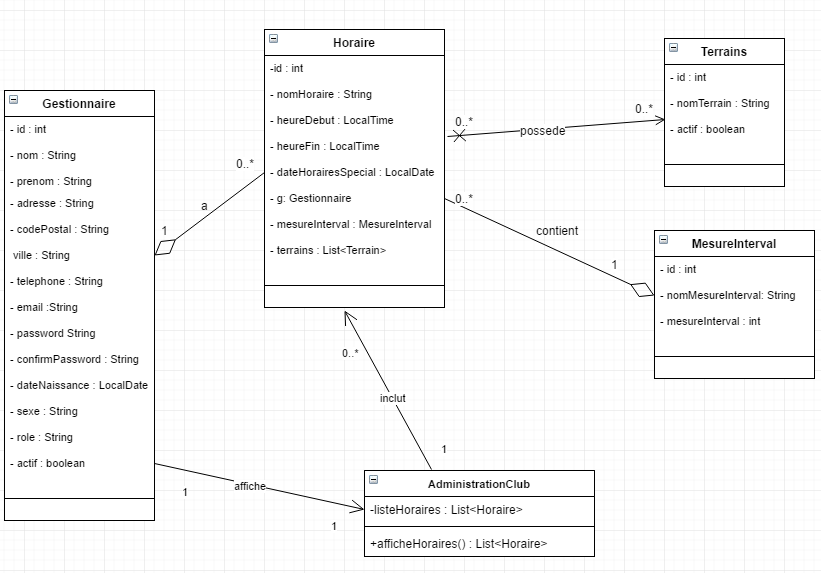 Horaire
-id : int
- nomHoraire : String
- heureDebut : LocalTime
- heureFin : LocalTime
- dateHorairesSpecial : LocalDate
- g: Gestionnaire
- mesureInterval : MesureInterval
- terrains : List<Terrain>
Terrains
- id : int
- nomTerrain : String
- actif : boolean
Gestionnaire
- id : int
- nom : String
- prenom : String
- adresse : String
- codePostal : String
ville : String
- telephone : String
- email :String
- password String
- confirmPassword : String
- dateNaissance : LocalDate
- sexe : String
- role : String
- actif : boolean
0..*
possede
0..*
0..*
a
1
0..*
contient
1
MesureInterval
- id : int
- nomMesureInterval: String
- mesureInterval : int
0..*
inclut
1
1
affiche
1
AdministrationClub
-listeHoraires : List<Horaire>
+afficheHoraires() : List<Horaire>